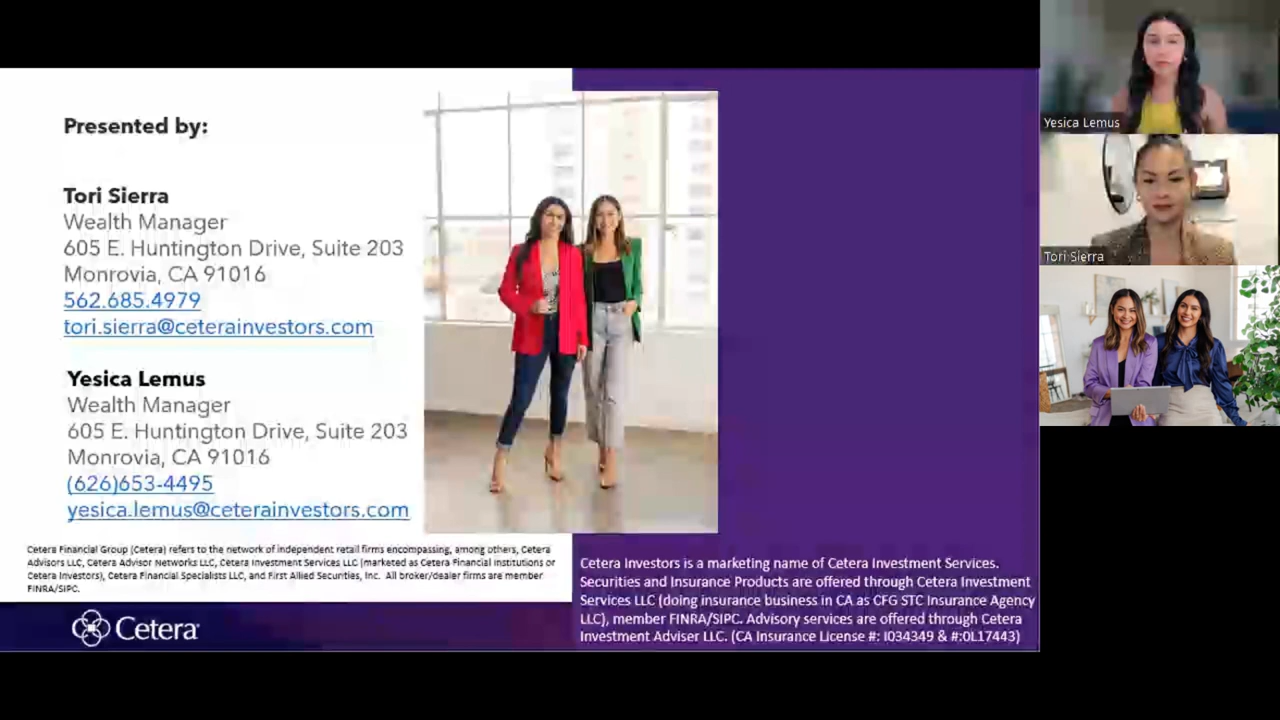 Presented by:
Tori Sierra
Wealth Manager
605 E. Huntington Drive, Suite 203
Monrovia, CA 91016
562.685.4979
tori.sierra@ceterainvestors.com
Yesica Lemus
Wealth Manager
605 E. Huntington Drive, Suite 203
Monrovia, CA 91016
(626)653-4495
yesica.lemus@ceterainvestors.com
Cetera Financial Group (Cetera) refers to the network of independent retail firms encompassing, among others, Cetera
Advisors LLC, Cetera Advisor Networks LLC, Cetera Investment Services LLC (marketed as Cetera Financial Institutions or
Cetera Investors), Cetera Financial Specialists LLC, and First Allied Securities, Inc. All broker/dealer firms are member
FINRA/SIPC.
Cetera
Cetera Investors is a marketing name of Cetera Investment Services.
Securities and Insurance Products are offered through Cetera Investment
Services LLC (doing insurance business in CA as CFG STC Insurance Agency
LLC), member FINRA/SIPC. Advisory services are offered through Cetera
Investment Adviser LLC. (CA Insurance License #: I034349 & #:0L17443)
Yesica Lemus
Tori Sierra